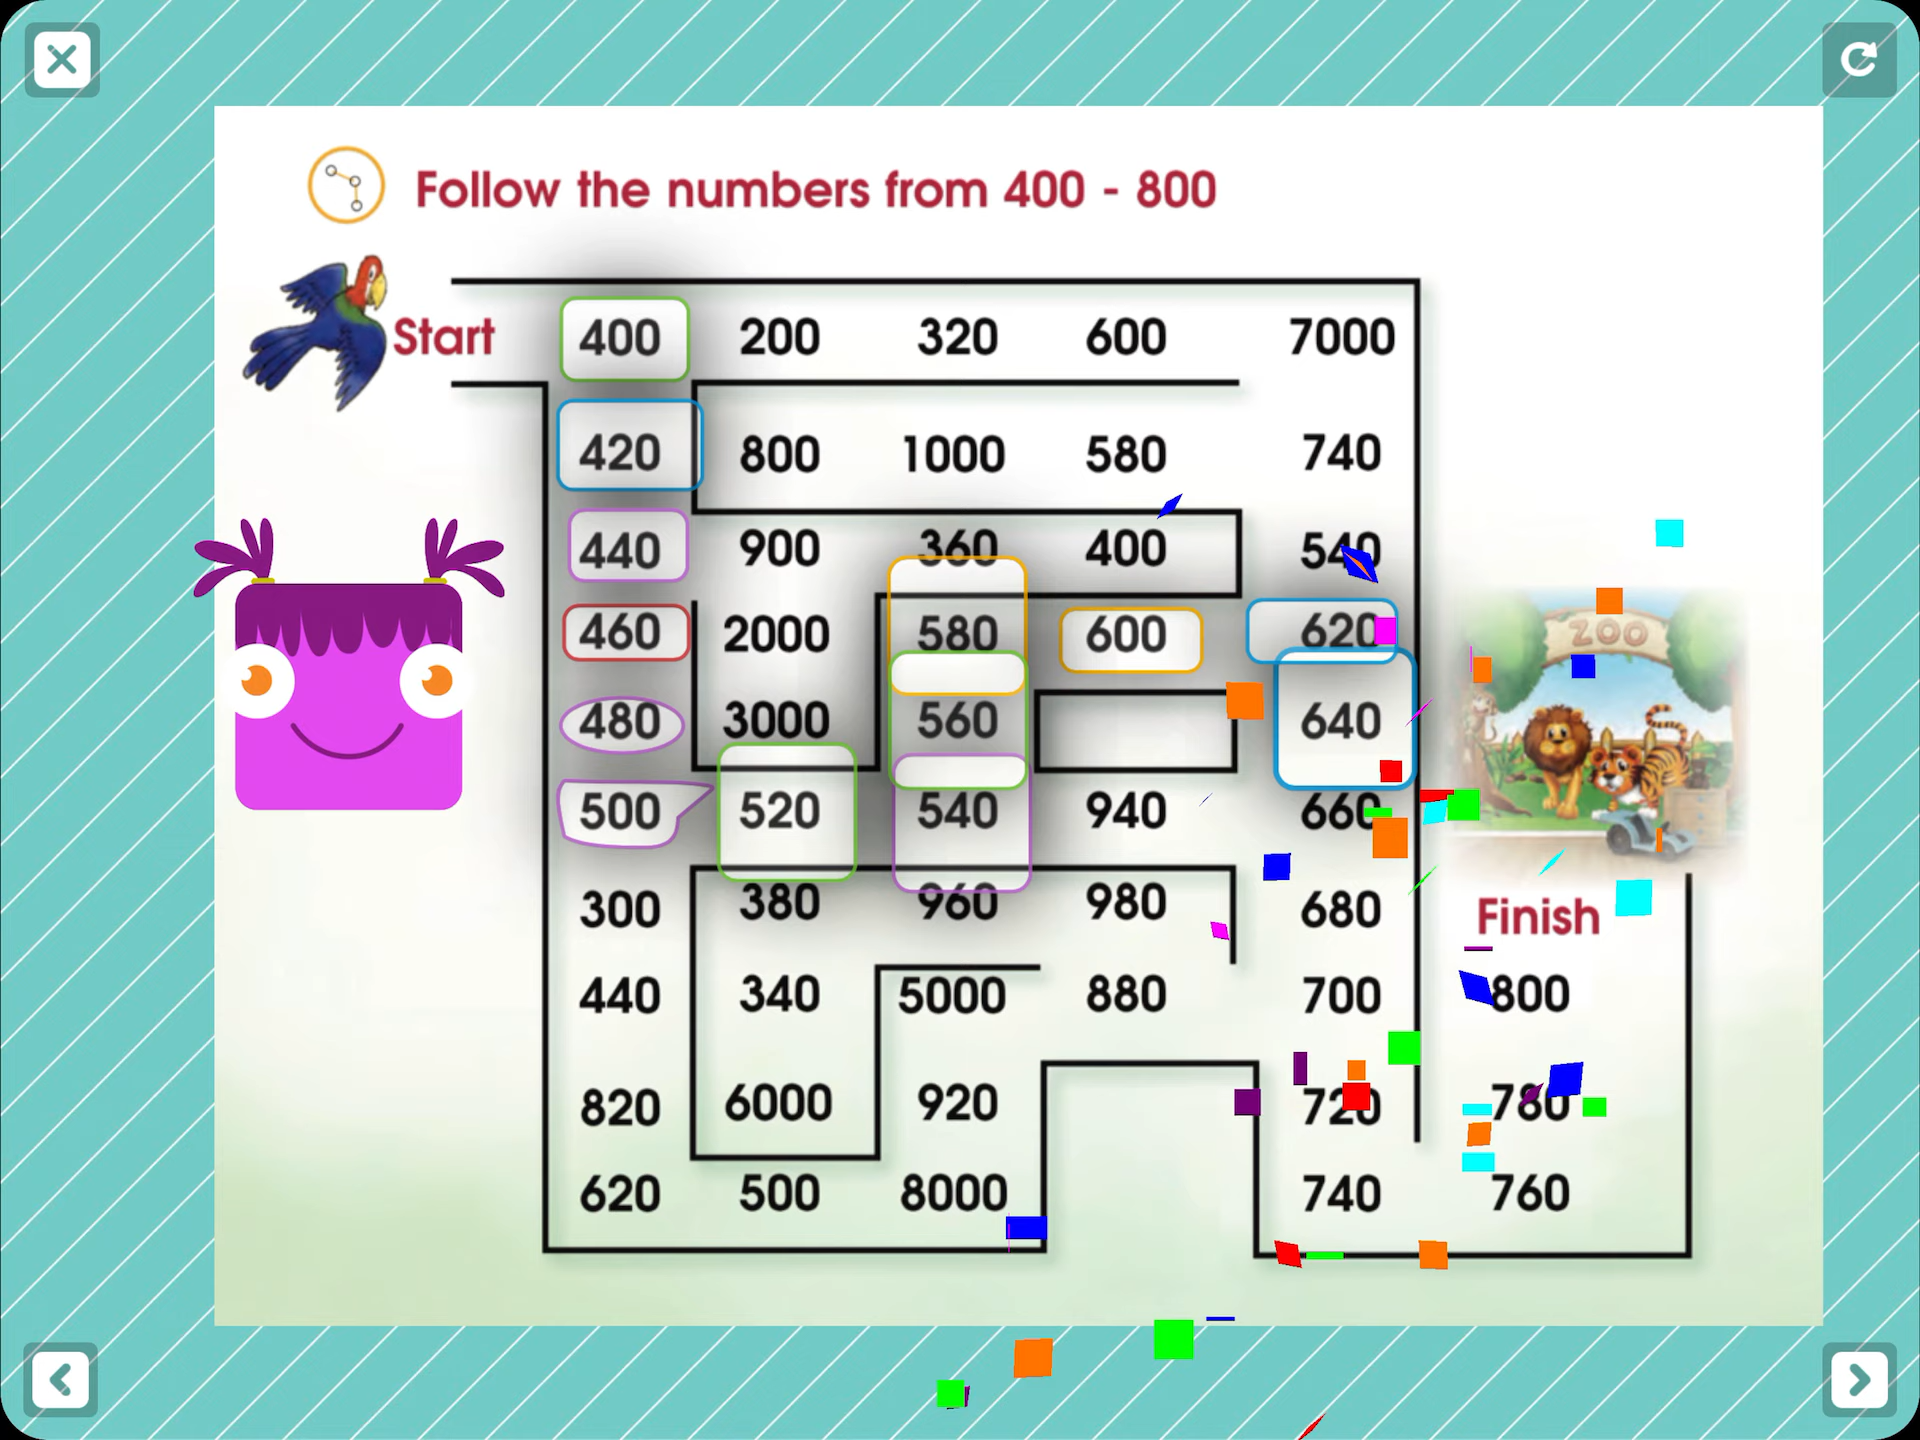 Follow the numbers from 400 - 800
Start 400 200 320 600 7000
420 800 1000 580 740
440 900 360 400 540
460 2000 580 600 620
ZOO
480 3000 560 640
500 520 540 940 660
300 380 960 980 680 Finish
440 340 5000 880 700 800
820 6000 920 720 780
620 500 8000 740 760